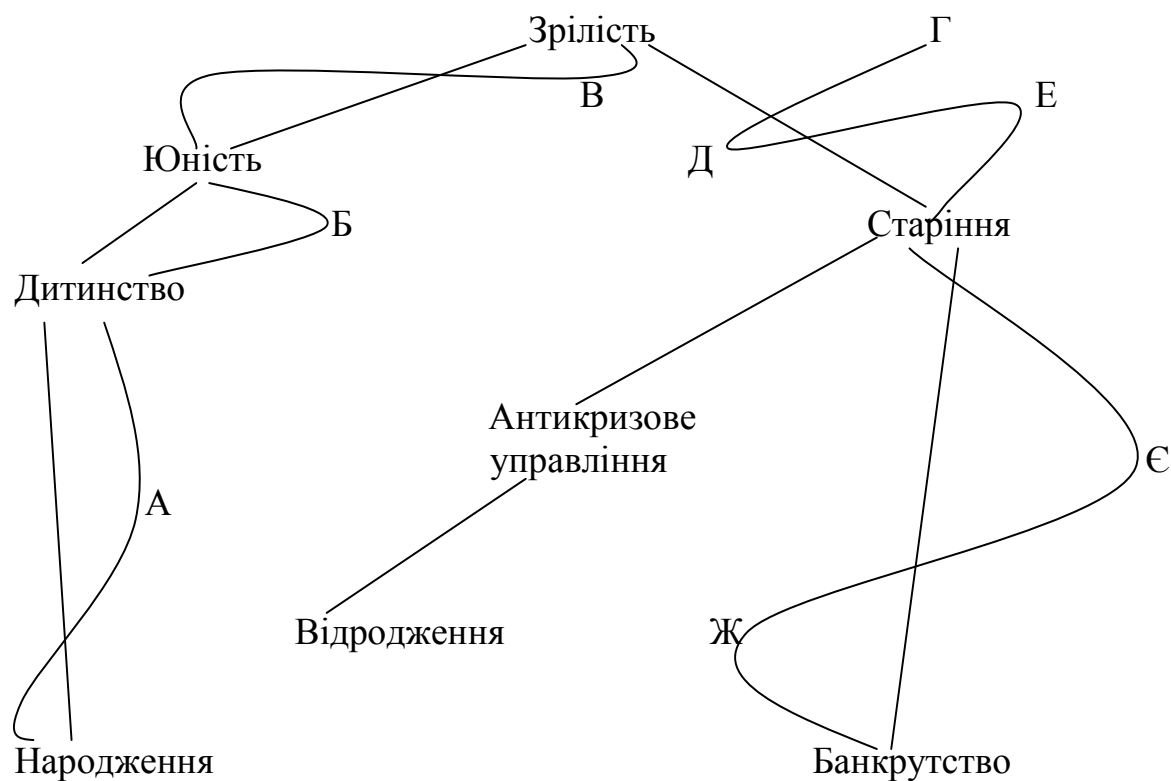 Зрілість
Г
В
Е
Юність
Д
Б
Старіння
Дитинство
Антикризове
управління
Є
А
Відродження
Ж
Народження
Банкрутство